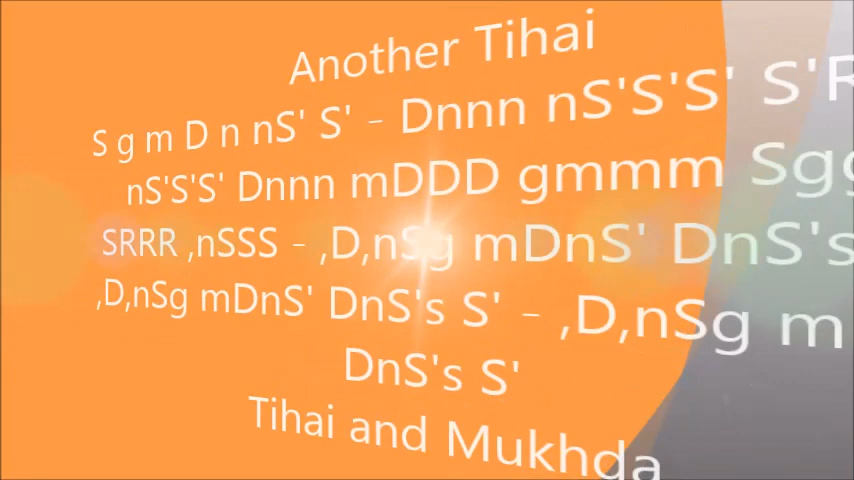 Another Tihai
S g m D n nS' S' - Dnnn nS'S'S'
nS'S'S' Dnnn mDDD gmmm
SRRR ,nSSS - ,D,nSg mDnS' DnS's
,D,nSg mDnS' DnS's S' - ,D,nSg m
DnS's S'
Tihai and Mukhda